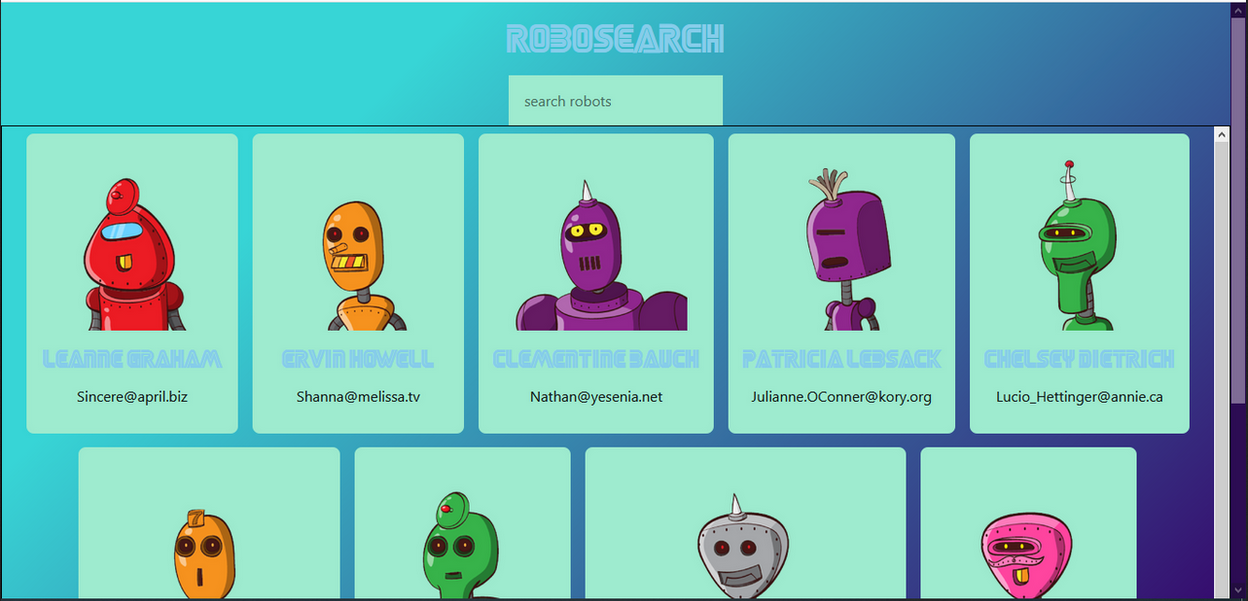 ROBOSEARCH
search robots
LEANNE GRAHAM
ERVIN HOWELL
CLEMENTINE BAUCH
PATRICIA LEBSACK
CHELSEY DIETRICH
Sincere@april.biz
Shanna@melissa.tv
Nathan@yesenia.net
Julianne.OConner@kory.org
Lucio_Hettinger@annie.ca
7